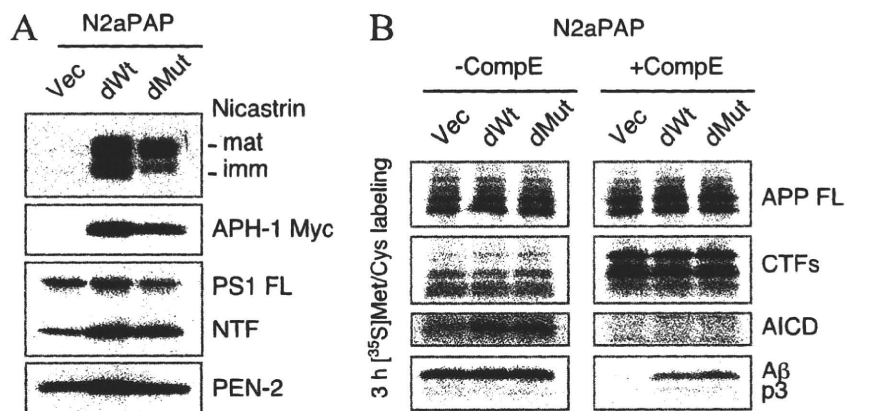 A
N2aPAP
Vec dWt dMut
Nicastrin
- mat
- imm
APH-1 Myc
PS1 FL
NTF
PEN-2
B
N2aPAP
-CompE +CompE
Vec dWt dMut Vec dWt dMut
3 h [³⁵S]Met/Cys labeling
APP FL
CTFs
AICD
Aβ
p3